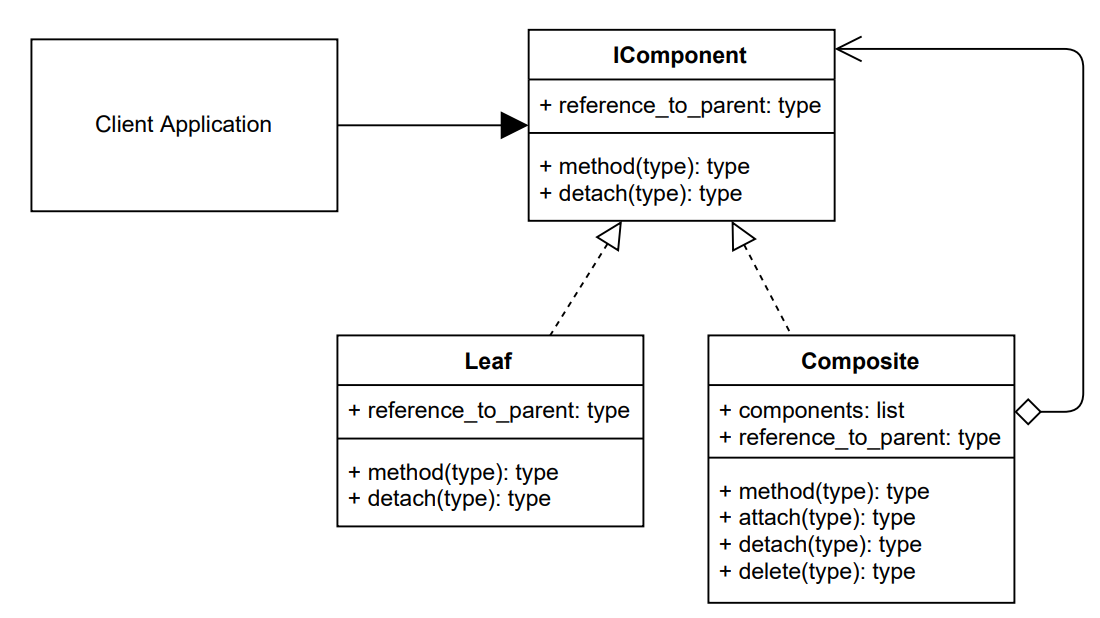 Client Application
IComponent
+ reference_to_parent: type
+ method(type): type
+ detach(type): type
Leaf
+ reference_to_parent: type
+ method(type): type
+ detach(type): type
Composite
+ components: list
+ reference_to_parent: type
+ method(type): type
+ attach(type): type
+ detach(type): type
+ delete(type): type